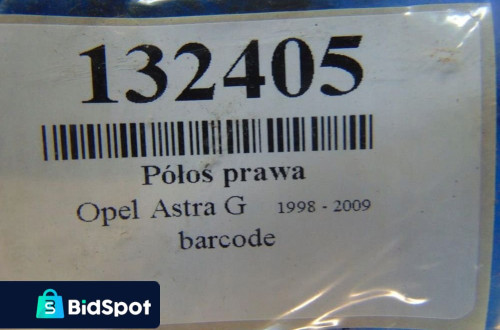 132405
Półoś prawa
Opel Astra G 1998 - 2009
barcode
BidSpot